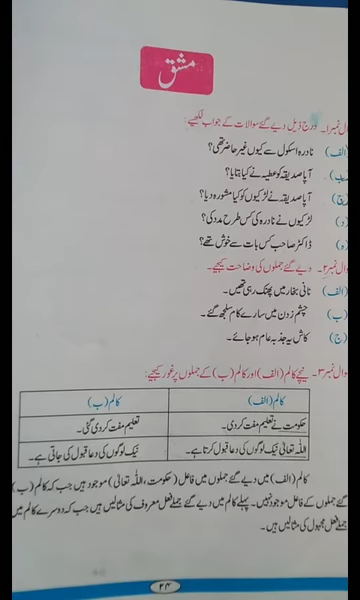 مشق
وال نمبر۱۔ درج ذیل دیے گئے سوالات کے جواب لکھیے:
(الف) نادرہ اسکول سے کیوں غیر حاضر تھی؟
(ب) آپا صدیقہ کو عطیہ نے کیا بتایا؟
(ج) آپا صدیقہ نے لڑکیوں کو کیا مشورہ دیا؟
(د) لڑکیوں نے نادرہ کی کس طرح مدد کی؟
(ہ) ڈاکٹر صاحب کس بات سے خوش تھے؟
وال نمبر۲۔ دیے گئے جملوں کی وضاحت کیجیے۔
(الف) نانی بخار میں پھنک رہی تھیں۔
(ب) چشم زدن میں سارے کام سلجھ گئے۔
(ج) کاش یہ جذبہ عام ہو جائے۔
وال نمبر۳۔ نیچے کالم (الف) اور کالم (ب) کے جملوں پر غور کیجیے:
کالم (الف) کالم (ب)
حکومت نے تعلیم مفت کر دی۔ تعلیم مفت کر دی گئی۔
اللہ تعالیٰ نیک لوگوں کی دعا قبول کرتا ہے۔ نیک لوگوں کی دعا قبول کی جاتی ہے۔
کالم (الف) میں دیے گئے جملوں میں فاعل (حکومت، اللہ تعالیٰ) موجود ہیں جب کہ کالم (ب)
گئے جملوں کے فاعل موجود نہیں۔ پہلے کالم میں دیے گئے جملے فعل معروف کی مثالیں ہیں جب کہ دوسرے کالم میں
جملے فعل مجہول کی مثالیں ہیں۔
۲۴